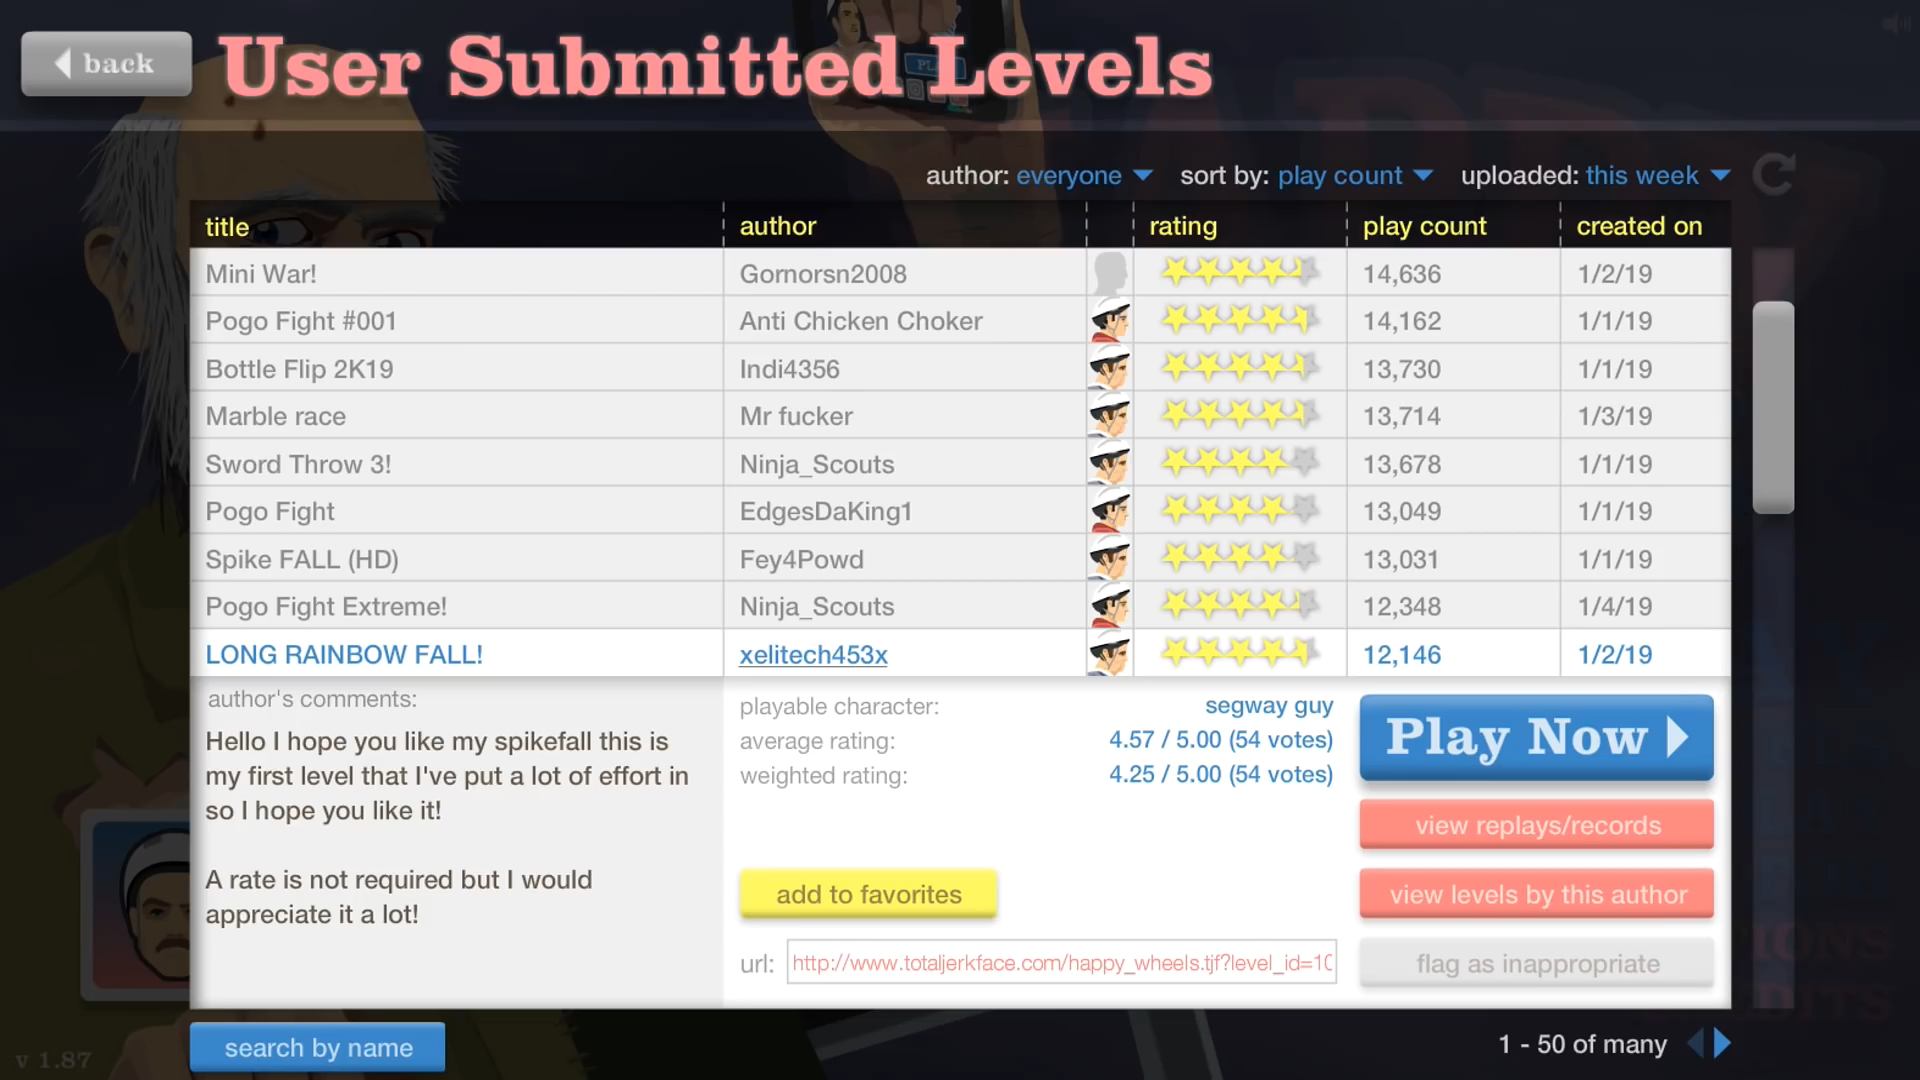 back
User Submitted Levels
author: everyone sort by: play count uploaded: this week
title author rating play count created on
Mini War! Gornorsn2008 14,636 1/2/19
Pogo Fight #001 Anti Chicken Choker 14,162 1/1/19
Bottle Flip 2K19 Indi4356 13,730 1/1/19
Marble race Mr fucker 13,714 1/3/19
Sword Throw 3! Ninja_Scouts 13,678 1/1/19
Pogo Fight EdgesDaKing1 13,049 1/1/19
Spike FALL (HD) Fey4Powd 13,031 1/1/19
Pogo Fight Extreme! Ninja_Scouts 12,348 1/4/19
LONG RAINBOW FALL! xelitech453x 12,146 1/2/19
author's comments:
Hello I hope you like my spikefall this is
my first level that I've put a lot of effort in
so I hope you like it!
A rate is not required but I would
appreciate it a lot!
playable character: segway guy
average rating: 4.57 / 5.00 (54 votes)
weighted rating: 4.25 / 5.00 (54 votes)
add to favorites
url: http://www.totaljerkface.com/happy_wheels.tjf?level_id=10
Play Now
view replays/records
view levels by this author
flag as inappropriate
search by name
1 - 50 of many
v 1.87